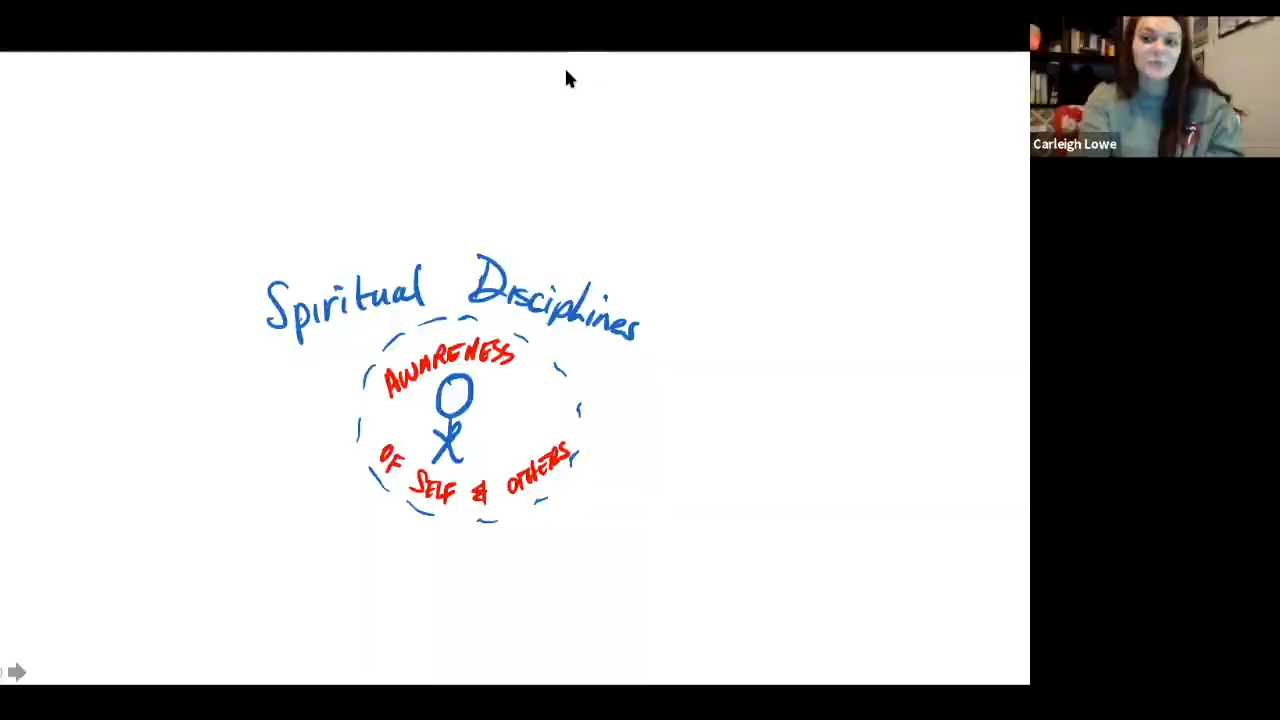 Carleigh Lowe
Spiritual Disciplines
AWARENESS
OF SELF & OTHERS